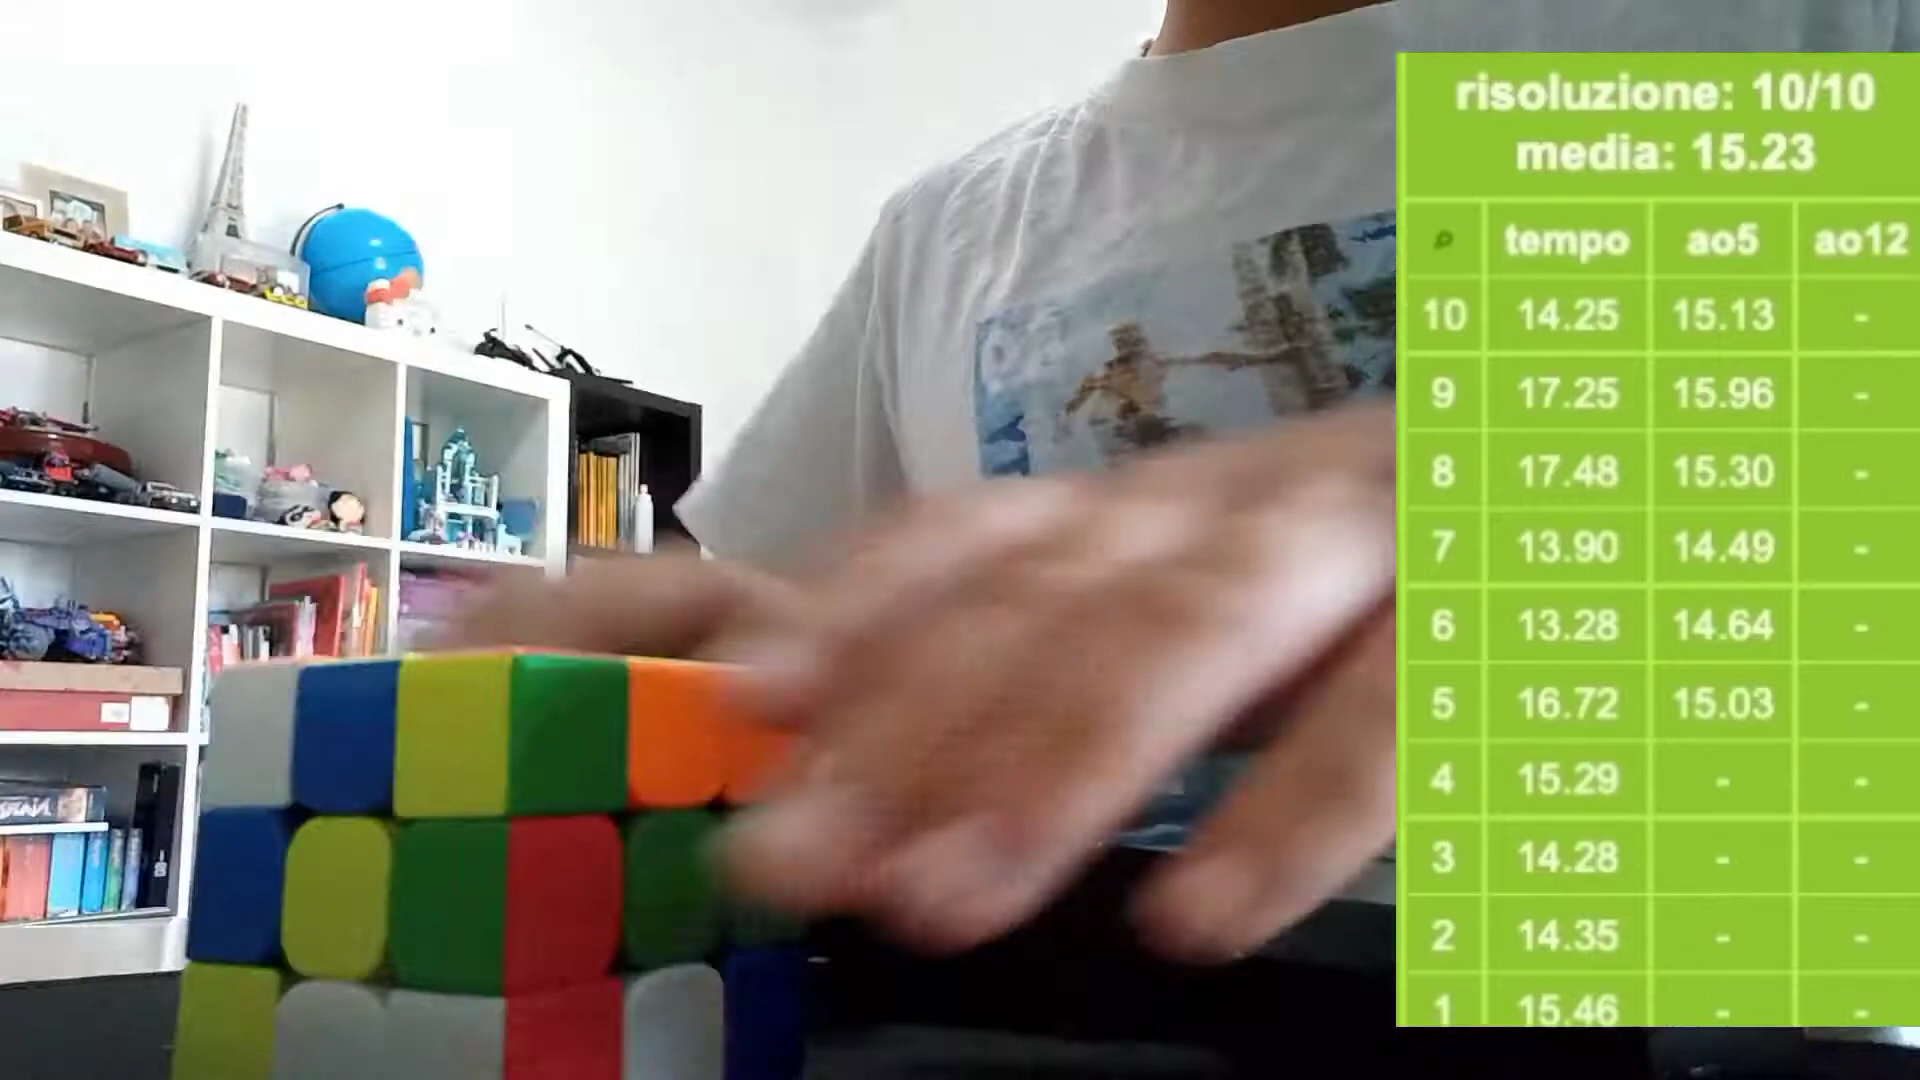 risoluzione: 10/10
media: 15.23
tempo ao5 ao12
10 14.25 15.13 -
9 17.25 15.96 -
8 17.48 15.30 -
7 13.90 14.49 -
6 13.28 14.64 -
5 16.72 15.03 -
4 15.29 - -
3 14.28 - -
2 14.35 - -
1 15.46 - -